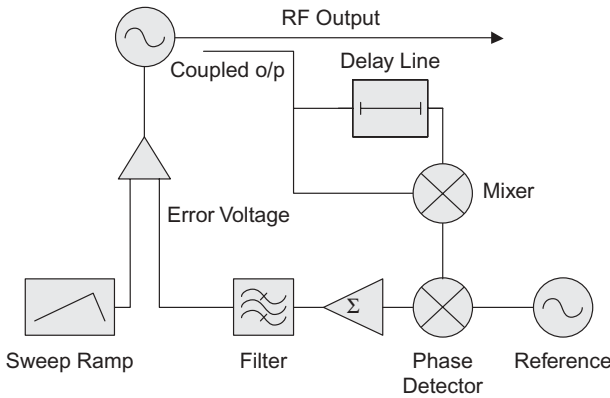 RF Output
Coupled o/p
Delay Line
Mixer
Error Voltage
Σ
Sweep Ramp
Filter
Phase
Detector
Reference